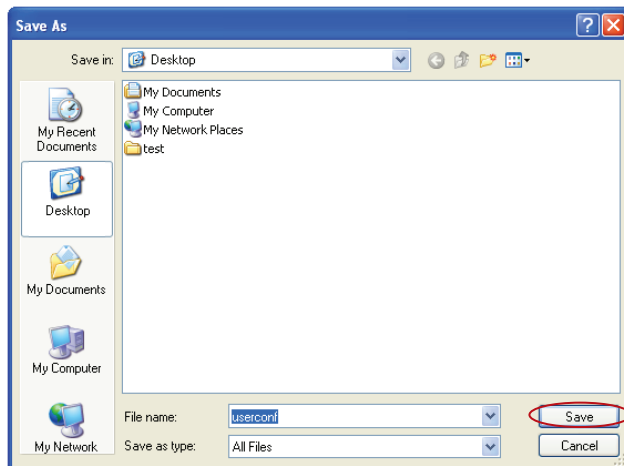 Save As
Save in:
Desktop
My Recent
Documents
Desktop
My Documents
My Computer
My Network
My Documents
My Computer
My Network Places
test
File name:
userconf
Save
Save as type:
All Files
Cancel